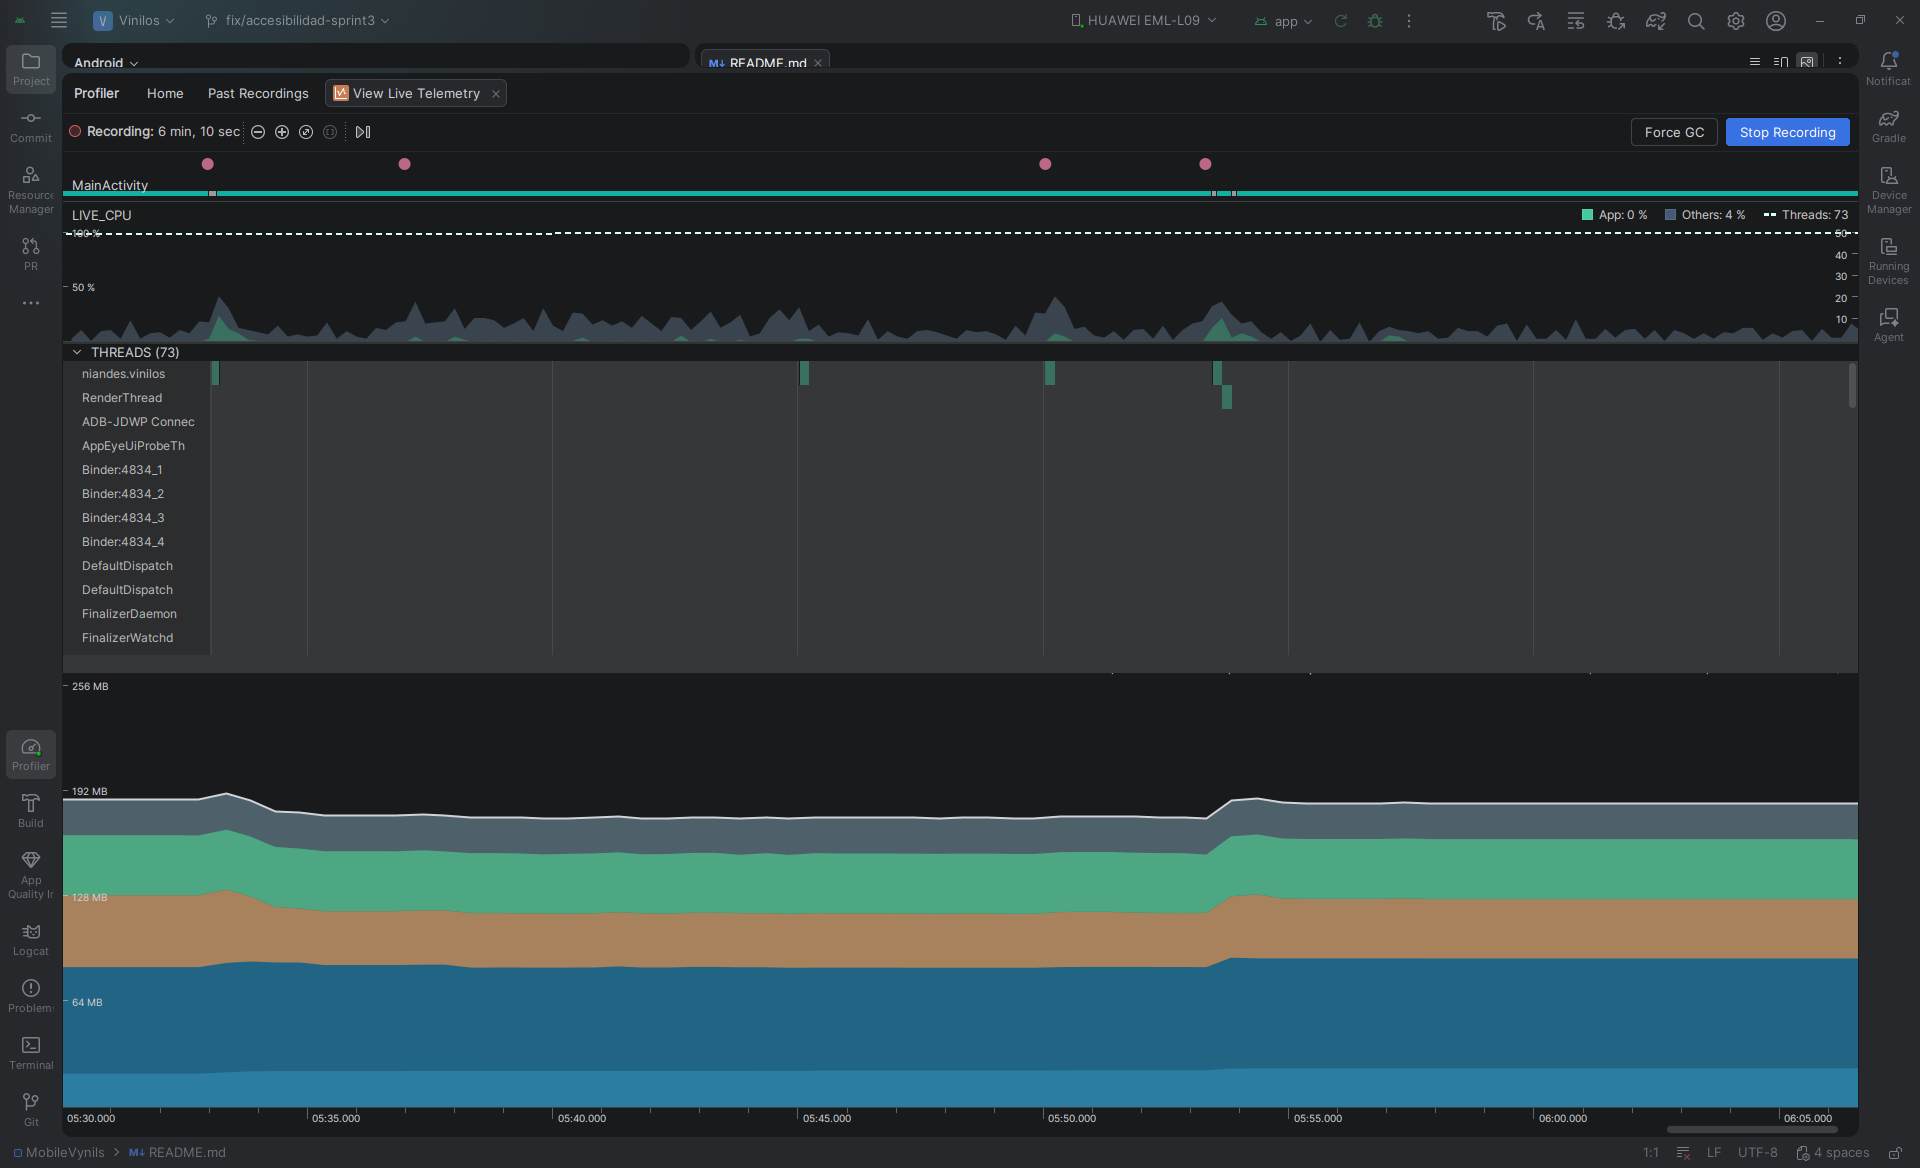 V Vinilos
fix/accesibilidad-sprint3
HUAWEI EML-L09
app
Project
Commit
Resource
Manager
PR
Profiler
Build
App
Quality In
Logcat
Problem
Terminal
Git
Android
M↓ README.md
Profiler Home Past Recordings View Live Telemetry
Recording: 6 min, 10 sec
Force GC Stop Recording
MainActivity
LIVE_CPU
App: 0 % Others: 4 % Threads: 73
100 %
50
40
30
50 %
20
10
THREADS (73)
niandes.vinilos
RenderThread
ADB-JDWP Connec
AppEyeUiProbeTh
Binder:4834_1
Binder:4834_2
Binder:4834_3
Binder:4834_4
DefaultDispatch
DefaultDispatch
FinalizerDaemon
FinalizerWatchd
256 MB
192 MB
128 MB
64 MB
05:30.000 05:35.000 05:40.000 05:45.000 05:50.000 05:55.000 06:00.000 06:05.000
Notificat
Gradle
Device
Manager
Running
Devices
Agent
MobileVynils M↓ README.md
1:1 LF UTF-8 4 spaces